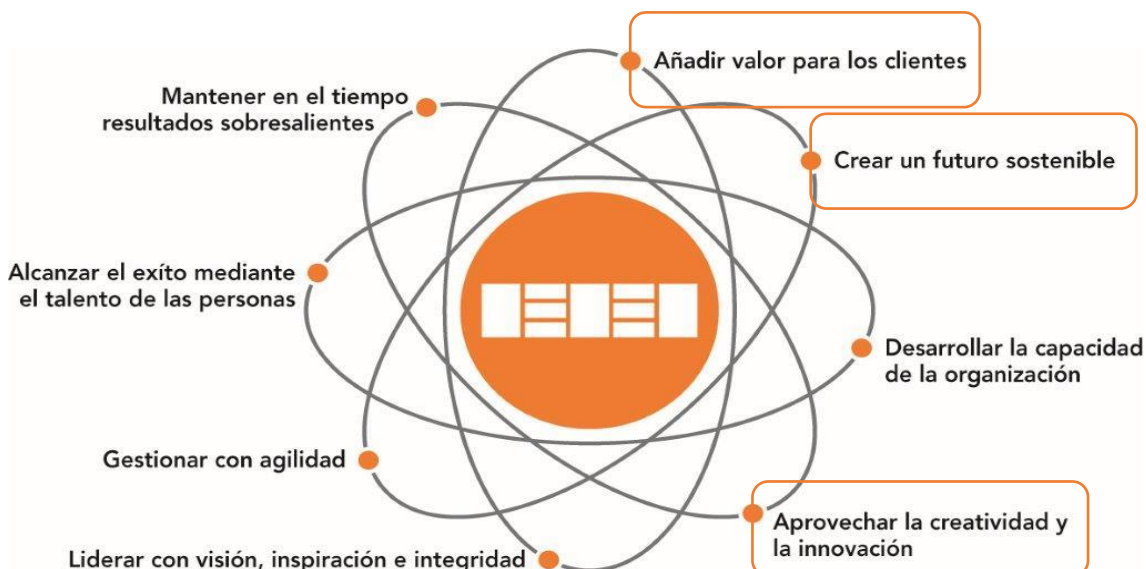 Añadir valor para los clientes
Mantener en el tiempo
resultados sobresalientes
Crear un futuro sostenible
Alcanzar el exíto mediante
el talento de las personas
Desarrollar la capacidad
de la organización
Gestionar con agilidad
Aprovechar la creatividad y
la innovación
Liderar con visión, inspiración e integridad